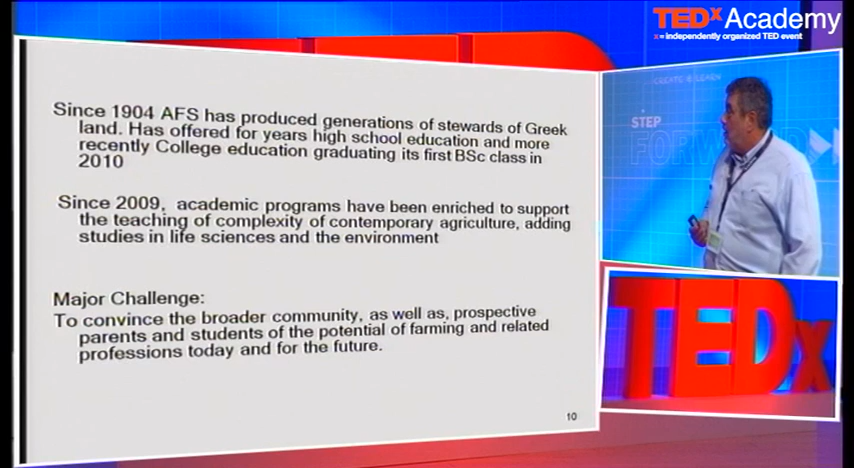 TEDx Academy
x = independently organized TED event
Since 1904 AFS has produced generations of stewards of Greek
land. Has offered for years high school education and more
recently College education graduating its first BSc class in
2010
Since 2009, academic programs have been enriched to support
the teaching of complexity of contemporary agriculture, adding
studies in life sciences and the environment
Major Challenge:
To convince the broader community, as well as, prospective
parents and students of the potential of farming and related
professions today and for the future.
10
CREATE & LEARN
STEP
FORWARD
TEDx